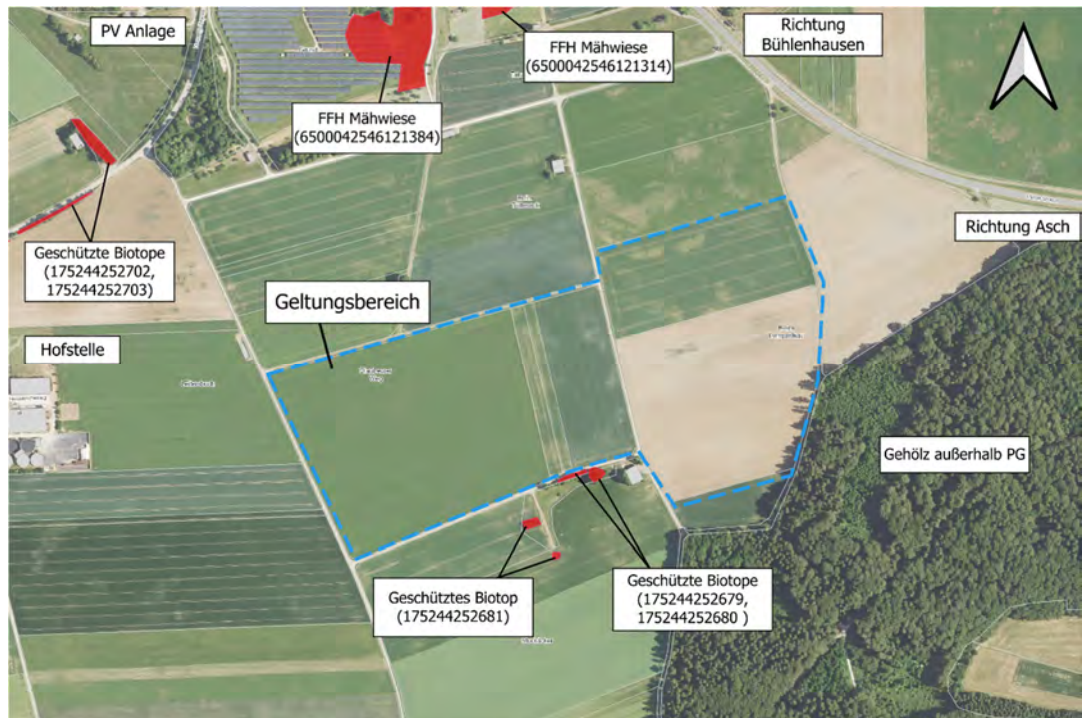 PV Anlage
FFH Mähwiese
(6500042546121314)
Richtung
Bühlenhausen
FFH Mähwiese
(6500042546121384)
Geschützte Biotope
(175244252702,
175244252703)
Richtung Asch
Geltungsbereich
Hofstelle
Gehölz außerhalb PG
Geschütztes Biotop
(175244252681)
Geschützte Biotope
(175244252679,
175244252680 )